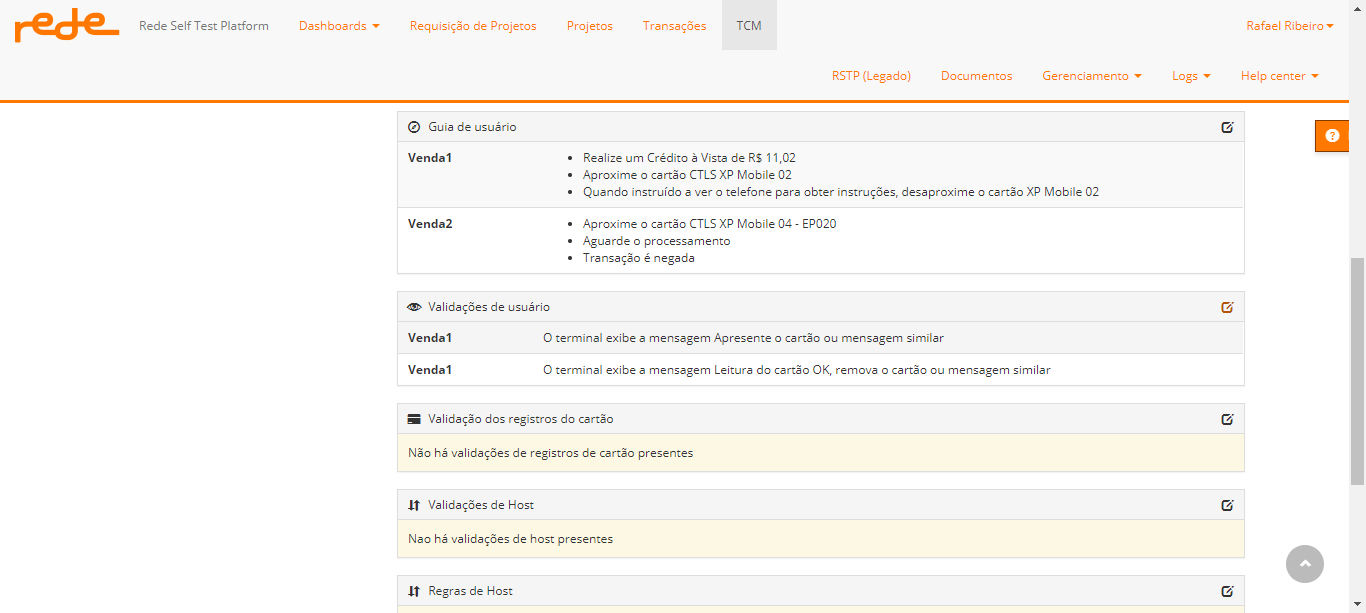 rede Rede Self Test Platform Dashboards Requisição de Projetos Projetos Transações TCM Rafael Ribeiro
RSTP (Legado) Documentos Gerenciamento Logs Help center
Guia de usuário
Venda1
Realize um Crédito à Vista de R$ 11,02
Aproxime o cartão CTLS XP Mobile 02
Quando instruído a ver o telefone para obter instruções, desaproxime o cartão XP Mobile 02
Venda2
Aproxime o cartão CTLS XP Mobile 04 - EP020
Aguarde o processamento
Transação é negada
Validações de usuário
Venda1 O terminal exibe a mensagem Apresente o cartão ou mensagem similar
Venda1 O terminal exibe a mensagem Leitura do cartão OK, remova o cartão ou mensagem similar
Validação dos registros do cartão
Não há validações de registros de cartão presentes
Validações de Host
Nao há validações de host presentes
Regras de Host